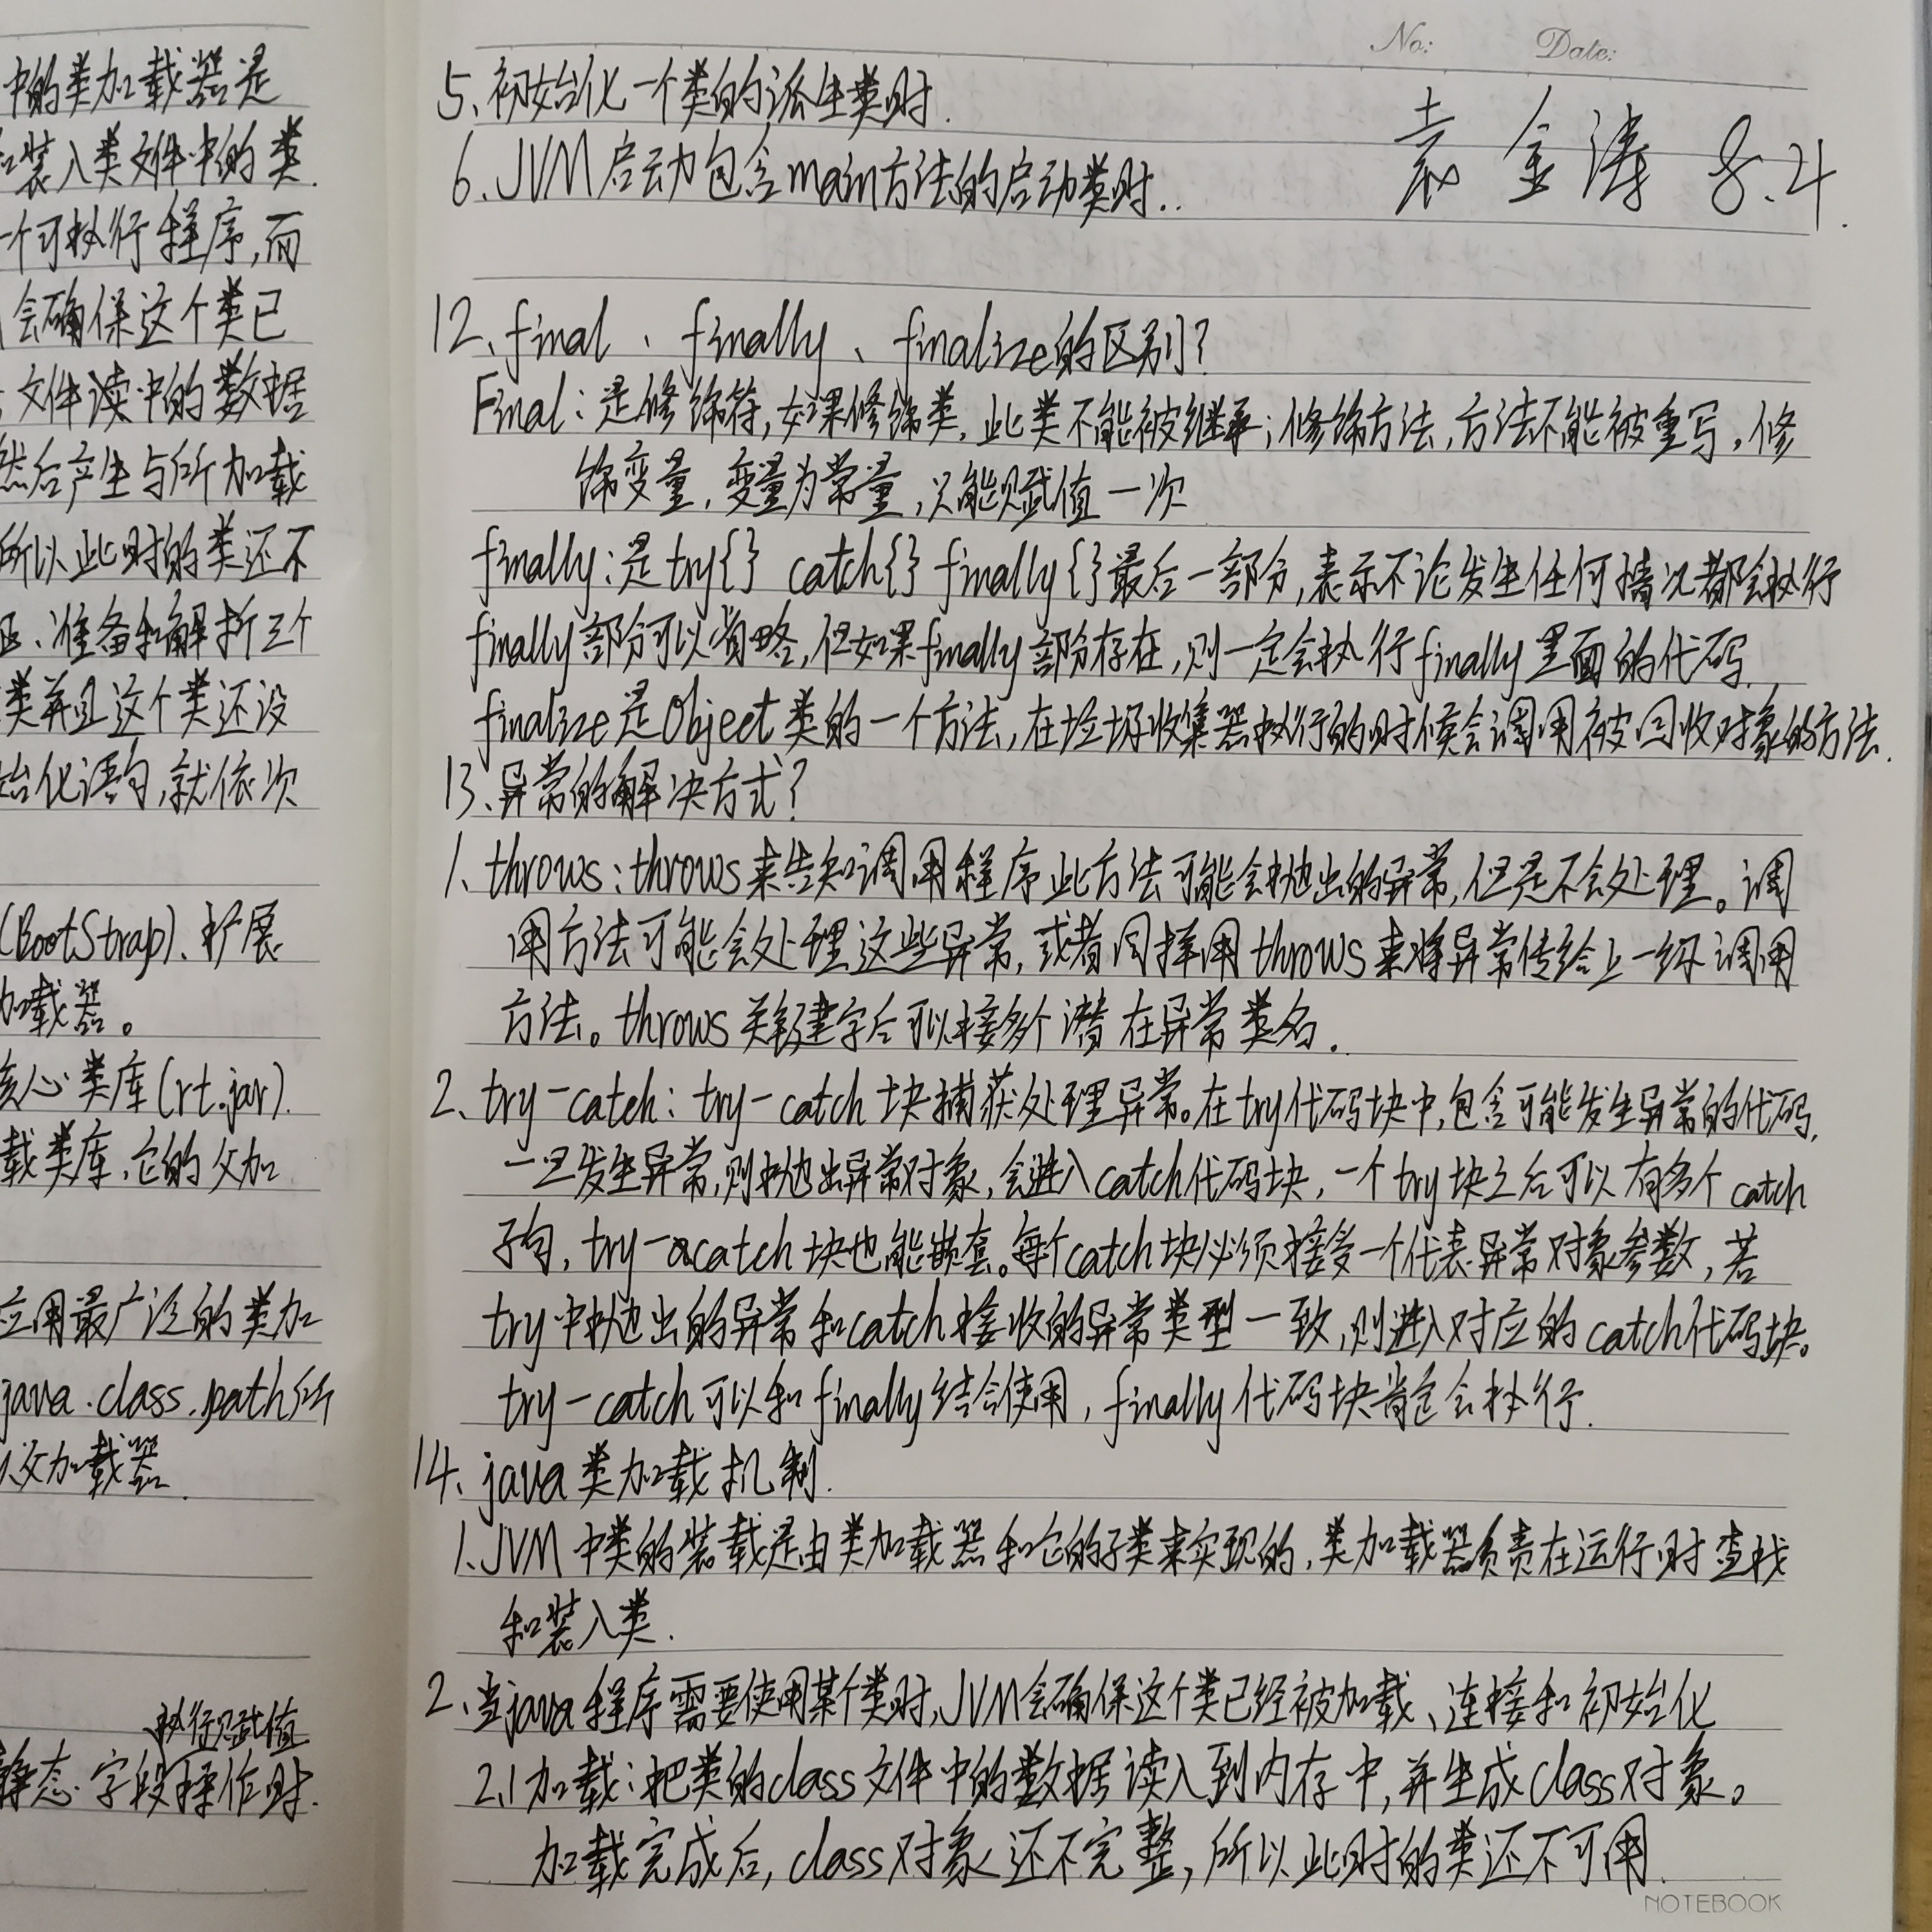 中的类加载器是
和装入类文件中的类.
一个可执行程序,而
会确保这个类已
文件读中的数据
然后产生与所加载
所以此时的类还不
证、准备和解析三个
类并且这个类还没
始化语句,就依次
(BootStrap)、扩展
加载器。
核心类库(rt.jar).
载类库,它的父加
应用最广泛的类加
java.class.path所
父加载器.
执行赋值
静态字段操作时.
No: Date:
5、初始化一个类的派生类时.
袁金涛 8.4.
6、JVM启动包含main方法的启动类时..
12、final、finally、finalize的区别?
Final:是修饰符,如果修饰类,此类不能被继承;修饰方法,方法不能被重写,修
饰变量,变量为常量,只能赋值一次
finally:是try{} catch{} finally{}最后一部分,表示不论发生任何情况都会执行
finally部分可以省略,但如果finally部分存在,则一定会执行finally里面的代码.
finalize是Object类的一个方法,在垃圾收集器执行的时候会调用被回收对象的方法.
13、异常的解决方式?
1、throws:throws来告知调用程序此方法可能会抛出的异常,但是不会处理。调
用方法可能会处理这些异常,或者同样用throws来将异常传给上一级调用
方法。throws关键字后可以接多个潜在异常类名.
2、try-catch:try-catch块捕获处理异常。在try代码块中,包含可能发生异常的代码,
一旦发生异常,则抛出异常对象,会进入catch代码块,一个try块之后可以有多个catch
子句,try-catch块也能嵌套。每个catch块必须接受一个代表异常对象参数,若
try中抛出的异常和catch接收的异常类型一致,则进入对应的catch代码块。
try-catch可以和finally结合使用,finally代码块肯定会执行.
14、java类加载机制.
1、JVM中类的装载是由类加载器和它的子类来实现的,类加载器负责在运行时查找
和装入类.
2、当java程序需要使用某个类时,JVM会确保这个类已经被加载、连接和初始化
2.1加载:把类的class文件中的数据读入到内存中,并生成class对象。
加载完成后,class对象还不完整,所以此时的类还不可用.
NOTEBOOK